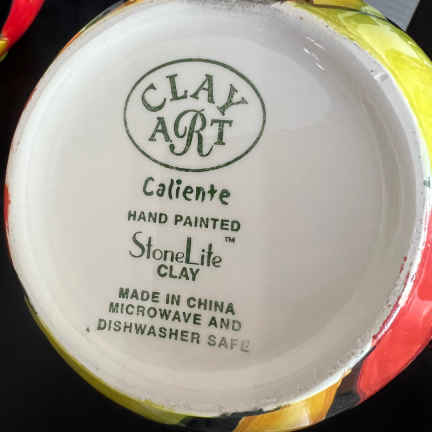 CLAY
ART
Caliente
HAND PAINTED
StoneLite™
CLAY
MADE IN CHINA
MICROWAVE AND
DISHWASHER SAFE